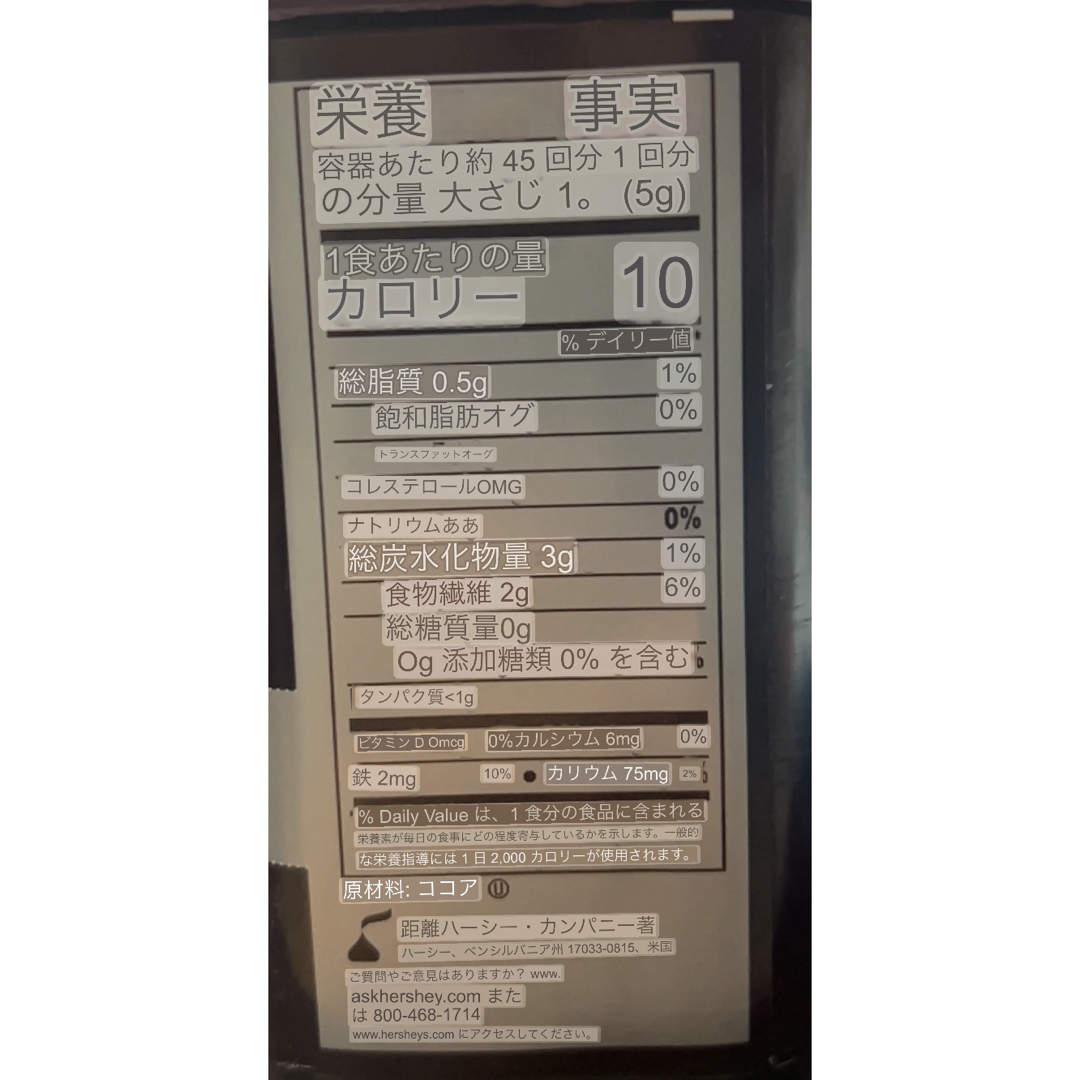 栄養 事実
容器あたり約 45 回分 1 回分
の分量 大さじ 1。 (5g)
1食あたりの量
カロリー 10
% デイリー値
総脂質 0.5g 1%
飽和脂肪オグ 0%
トランスファットオーグ
コレステロールOMG 0%
ナトリウムああ 0%
総炭水化物量 3g 1%
食物繊維 2g 6%
総糖質量0g
Og 添加糖類 0% を含む
タンパク質<1g
ビタミン D Omcg 0%カルシウム 6mg 0%
鉄 2mg 10% ● カリウム 75mg 2%
% Daily Value は、1 食分の食品に含まれる
栄養素が毎日の食事にどの程度寄与しているかを示します。一般的
な栄養指導には 1 日 2,000 カロリーが使用されます。
原材料: ココア Ⓤ
距離ハーシー・カンパニー著
ハーシー、ペンシルバニア州 17033-0815、米国
ご質問やご意見はありますか? www.
askhershey.com また
は 800-468-1714
www.hersheys.com にアクセスしてください。